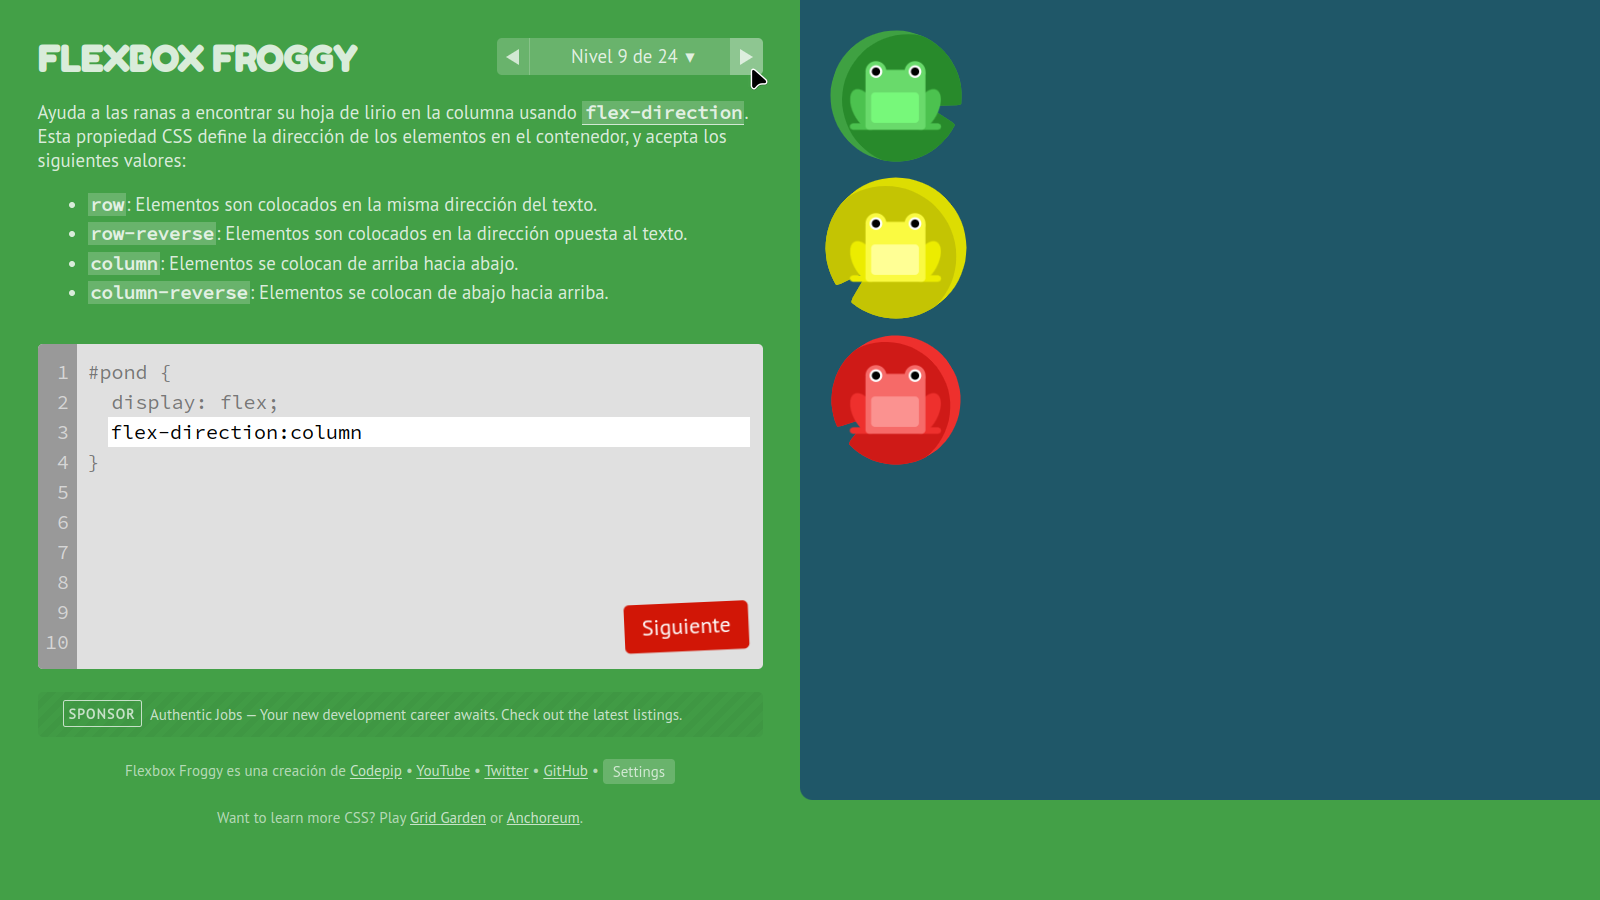 FLEXBOX FROGGY
Nivel 9 de 24 ▼
Ayuda a las ranas a encontrar su hoja de lirio en la columna usando flex-direction.
Esta propiedad CSS define la dirección de los elementos en el contenedor, y acepta los
siguientes valores:
• row: Elementos son colocados en la misma dirección del texto.
• row-reverse: Elementos son colocados en la dirección opuesta al texto.
• column: Elementos se colocan de arriba hacia abajo.
• column-reverse: Elementos se colocan de abajo hacia arriba.
1 #pond {
2 display: flex;
3 flex-direction:column
4 }
5
6
7
8
9
10
Siguiente
SPONSOR Authentic Jobs — Your new development career awaits. Check out the latest listings.
Flexbox Froggy es una creación de Codepip • YouTube • Twitter • GitHub • Settings
Want to learn more CSS? Play Grid Garden or Anchoreum.